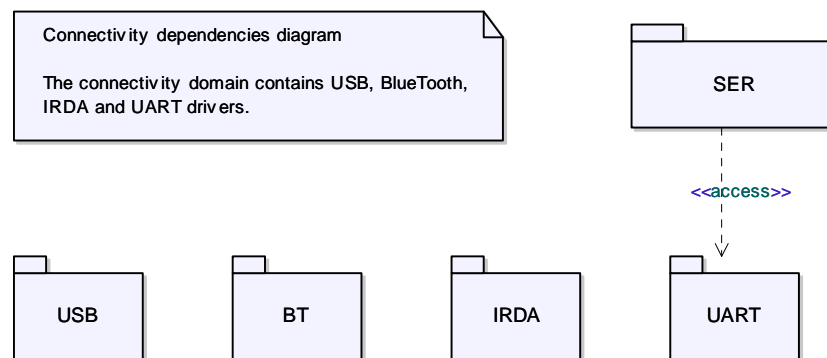 Connectivity dependencies diagram
The connectivity domain contains USB, BlueTooth,
IRDA and UART drivers.
SER
<<access>>
USB
BT
IRDA
UART